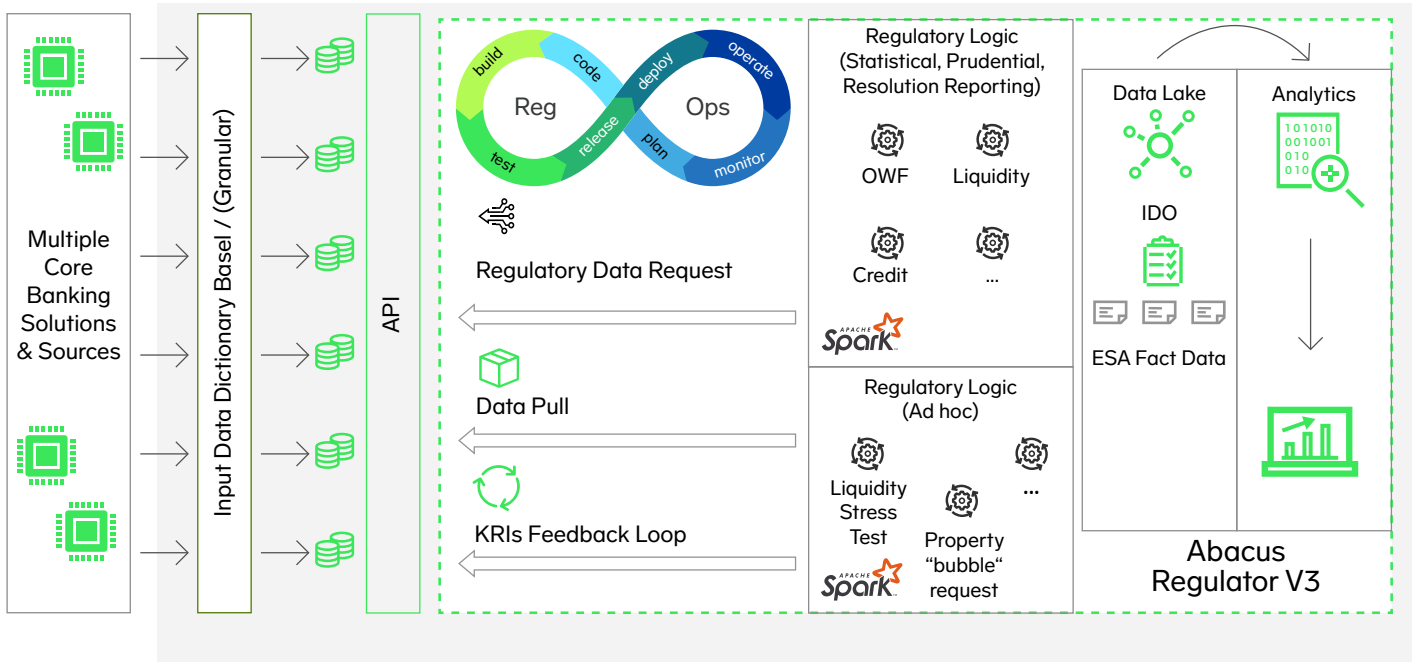 Multiple
Core
Banking
Solutions
& Sources
Input Data Dictionary Basel / (Granular)
API
build
code
deploy
operate
Reg
Ops
test
release
plan
monitor
Regulatory Data Request
Data Pull
KRIs Feedback Loop
Regulatory Logic
(Statistical, Prudential,
Resolution Reporting)
OWF
Liquidity
Credit
...
APACHE
Spark™
Regulatory Logic
(Ad hoc)
Liquidity
Stress
Test
...
Property
“bubble“
request
APACHE
Spark™
Data Lake
IDO
ESA Fact Data
Analytics
101010
001001
010
010
Abacus
Regulator V3